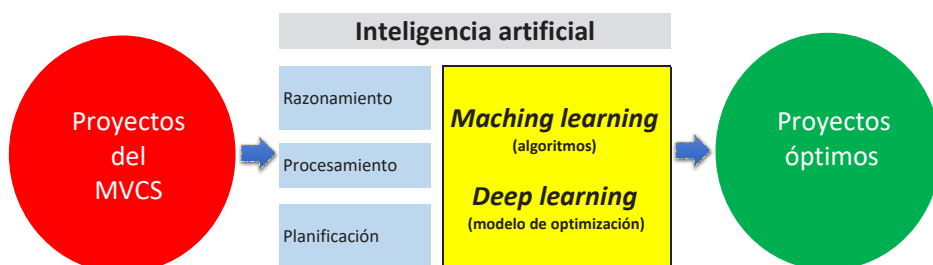 Inteligencia artificial
Proyectos
del
MVCS
Razonamiento
Procesamiento
Planificación
Maching learning
(algoritmos)
Deep learning
(modelo de optimización)
Proyectos
óptimos